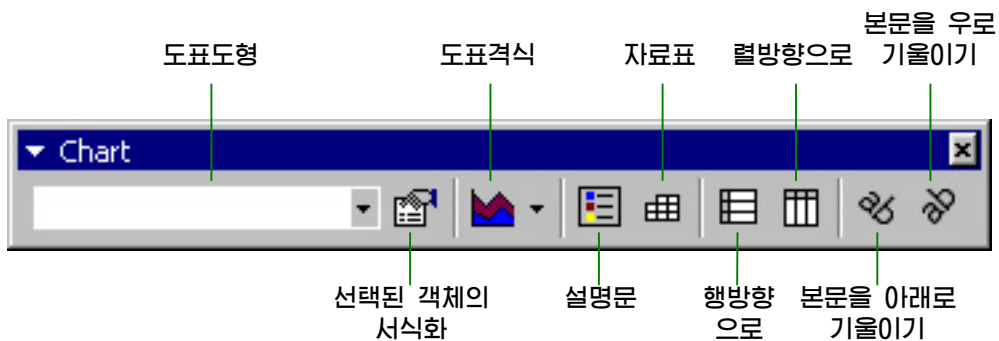 본문을 우로
도표도형 도표격식 자료표 렬방향으로 기울이기
Chart
선택된 객체의 설명문 행방향 본문을 아래로
서식화 으로 기울이기